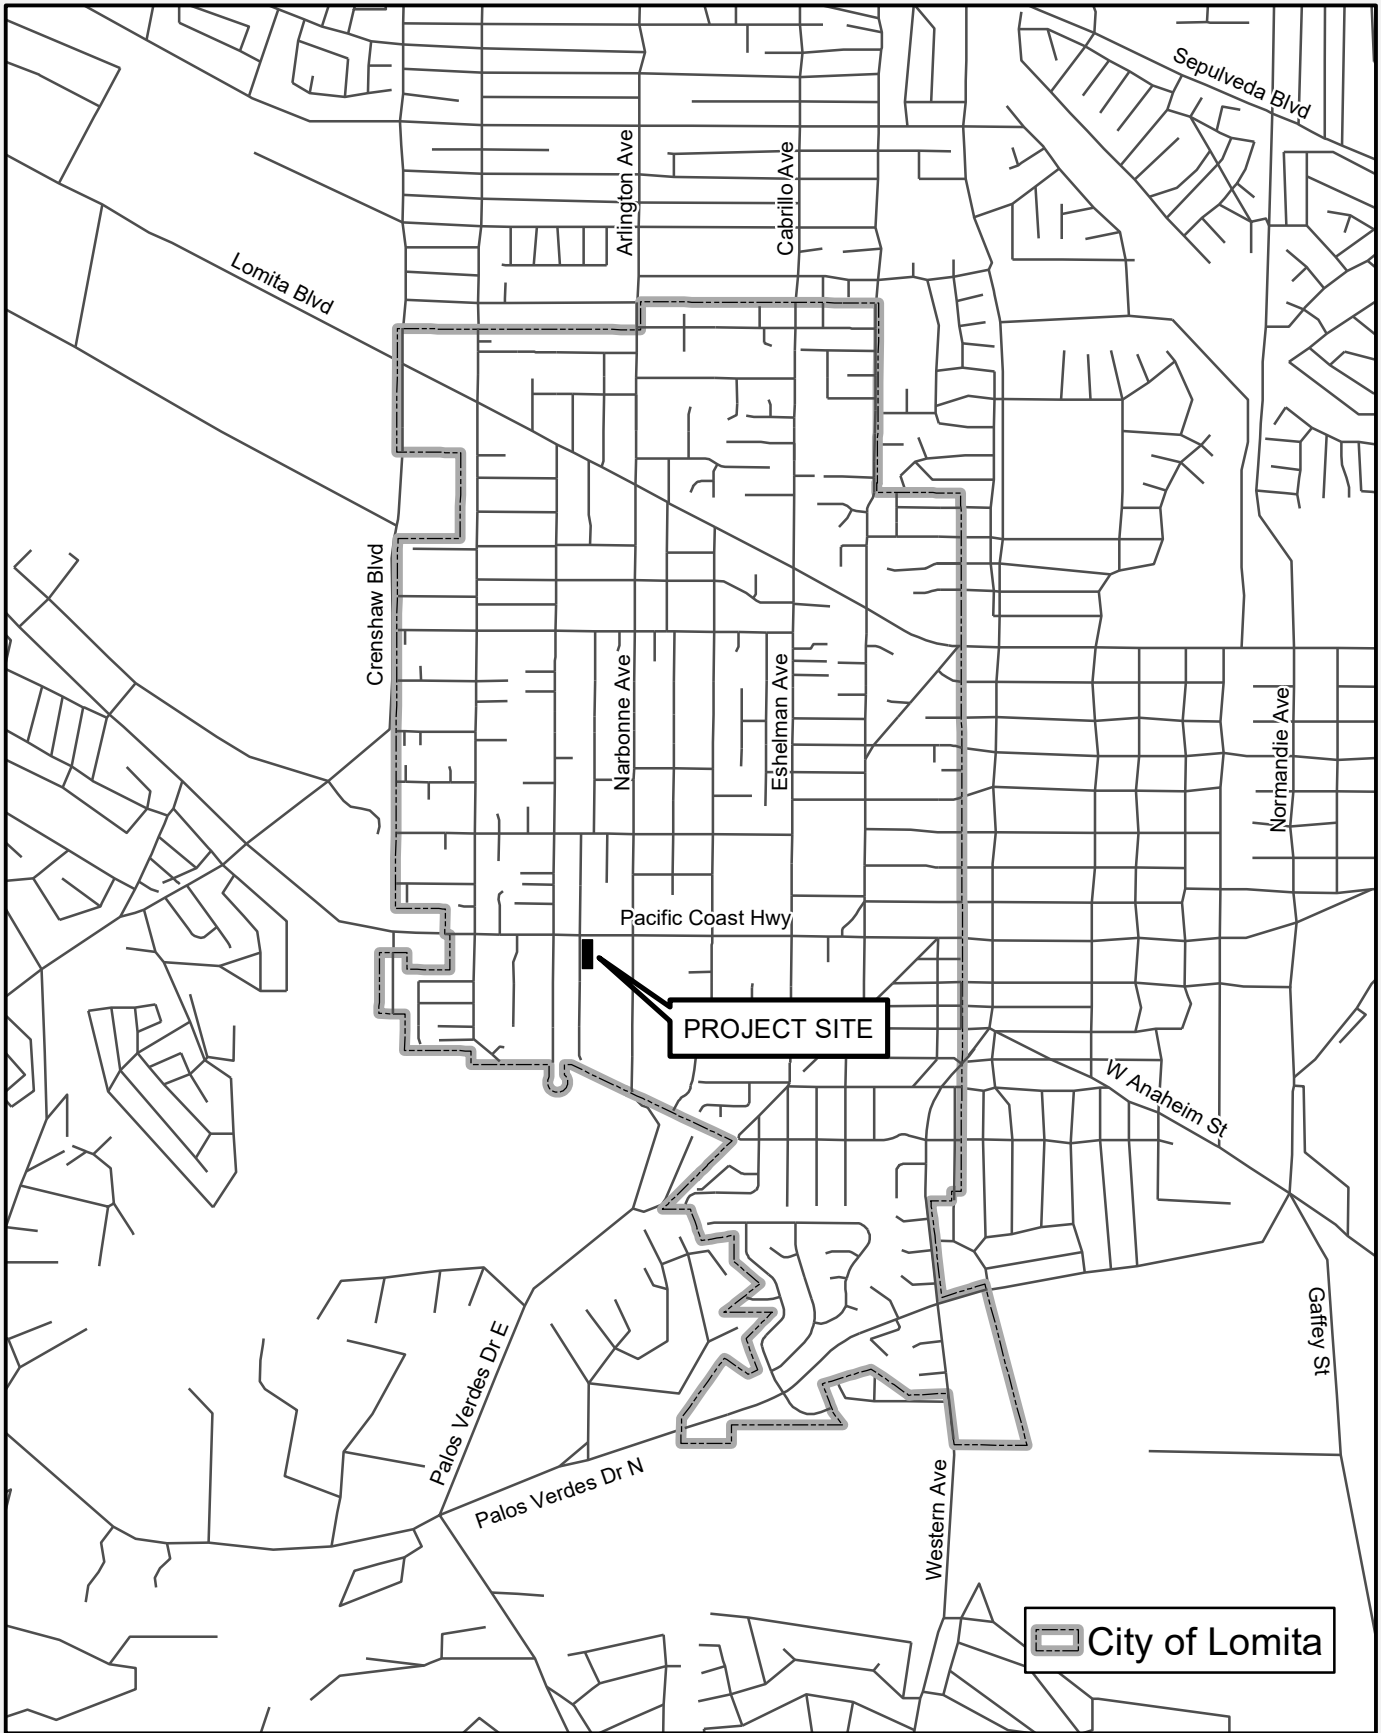 Sepulveda Blvd
Arlington Ave
Cabrillo Ave
Lomita Blvd
Crenshaw Blvd
Narbonne Ave
Eshelman Ave
Normandie Ave
Pacific Coast Hwy
PROJECT SITE
W Anaheim St
Gaffey St
Palos Verdes Dr E
Palos Verdes Dr N
Western Ave
City of Lomita